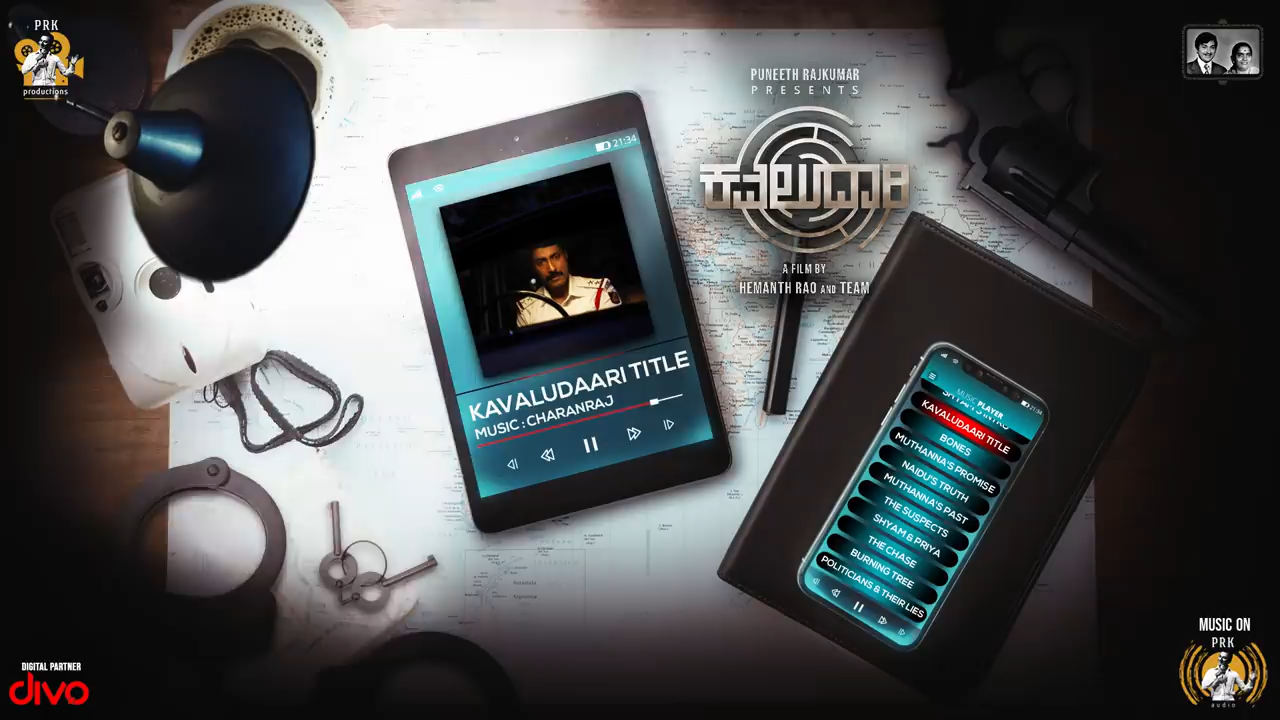 PRK
productions
PUNEETH RAJKUMAR
PRESENTS
ಕವಲುದಾರಿ
A FILM BY
HEMANTH RAO AND TEAM
21:34
KAVALUDAARI TITLE
MUSIC : CHARANRAJ
21:34
MUSIC PLAYER
KAVALUDAARI TITLE
BONES
MUTHANNA'S PROMISE
NAIDU'S TRUTH
MUTHANNA'S PAST
THE SUSPECTS
SHYAM & PRIYA
THE CHASE
BURNING TREE
POLITICIANS & THEIR LIES
DIGITAL PARTNER
divo
MUSIC ON
PRK
audio